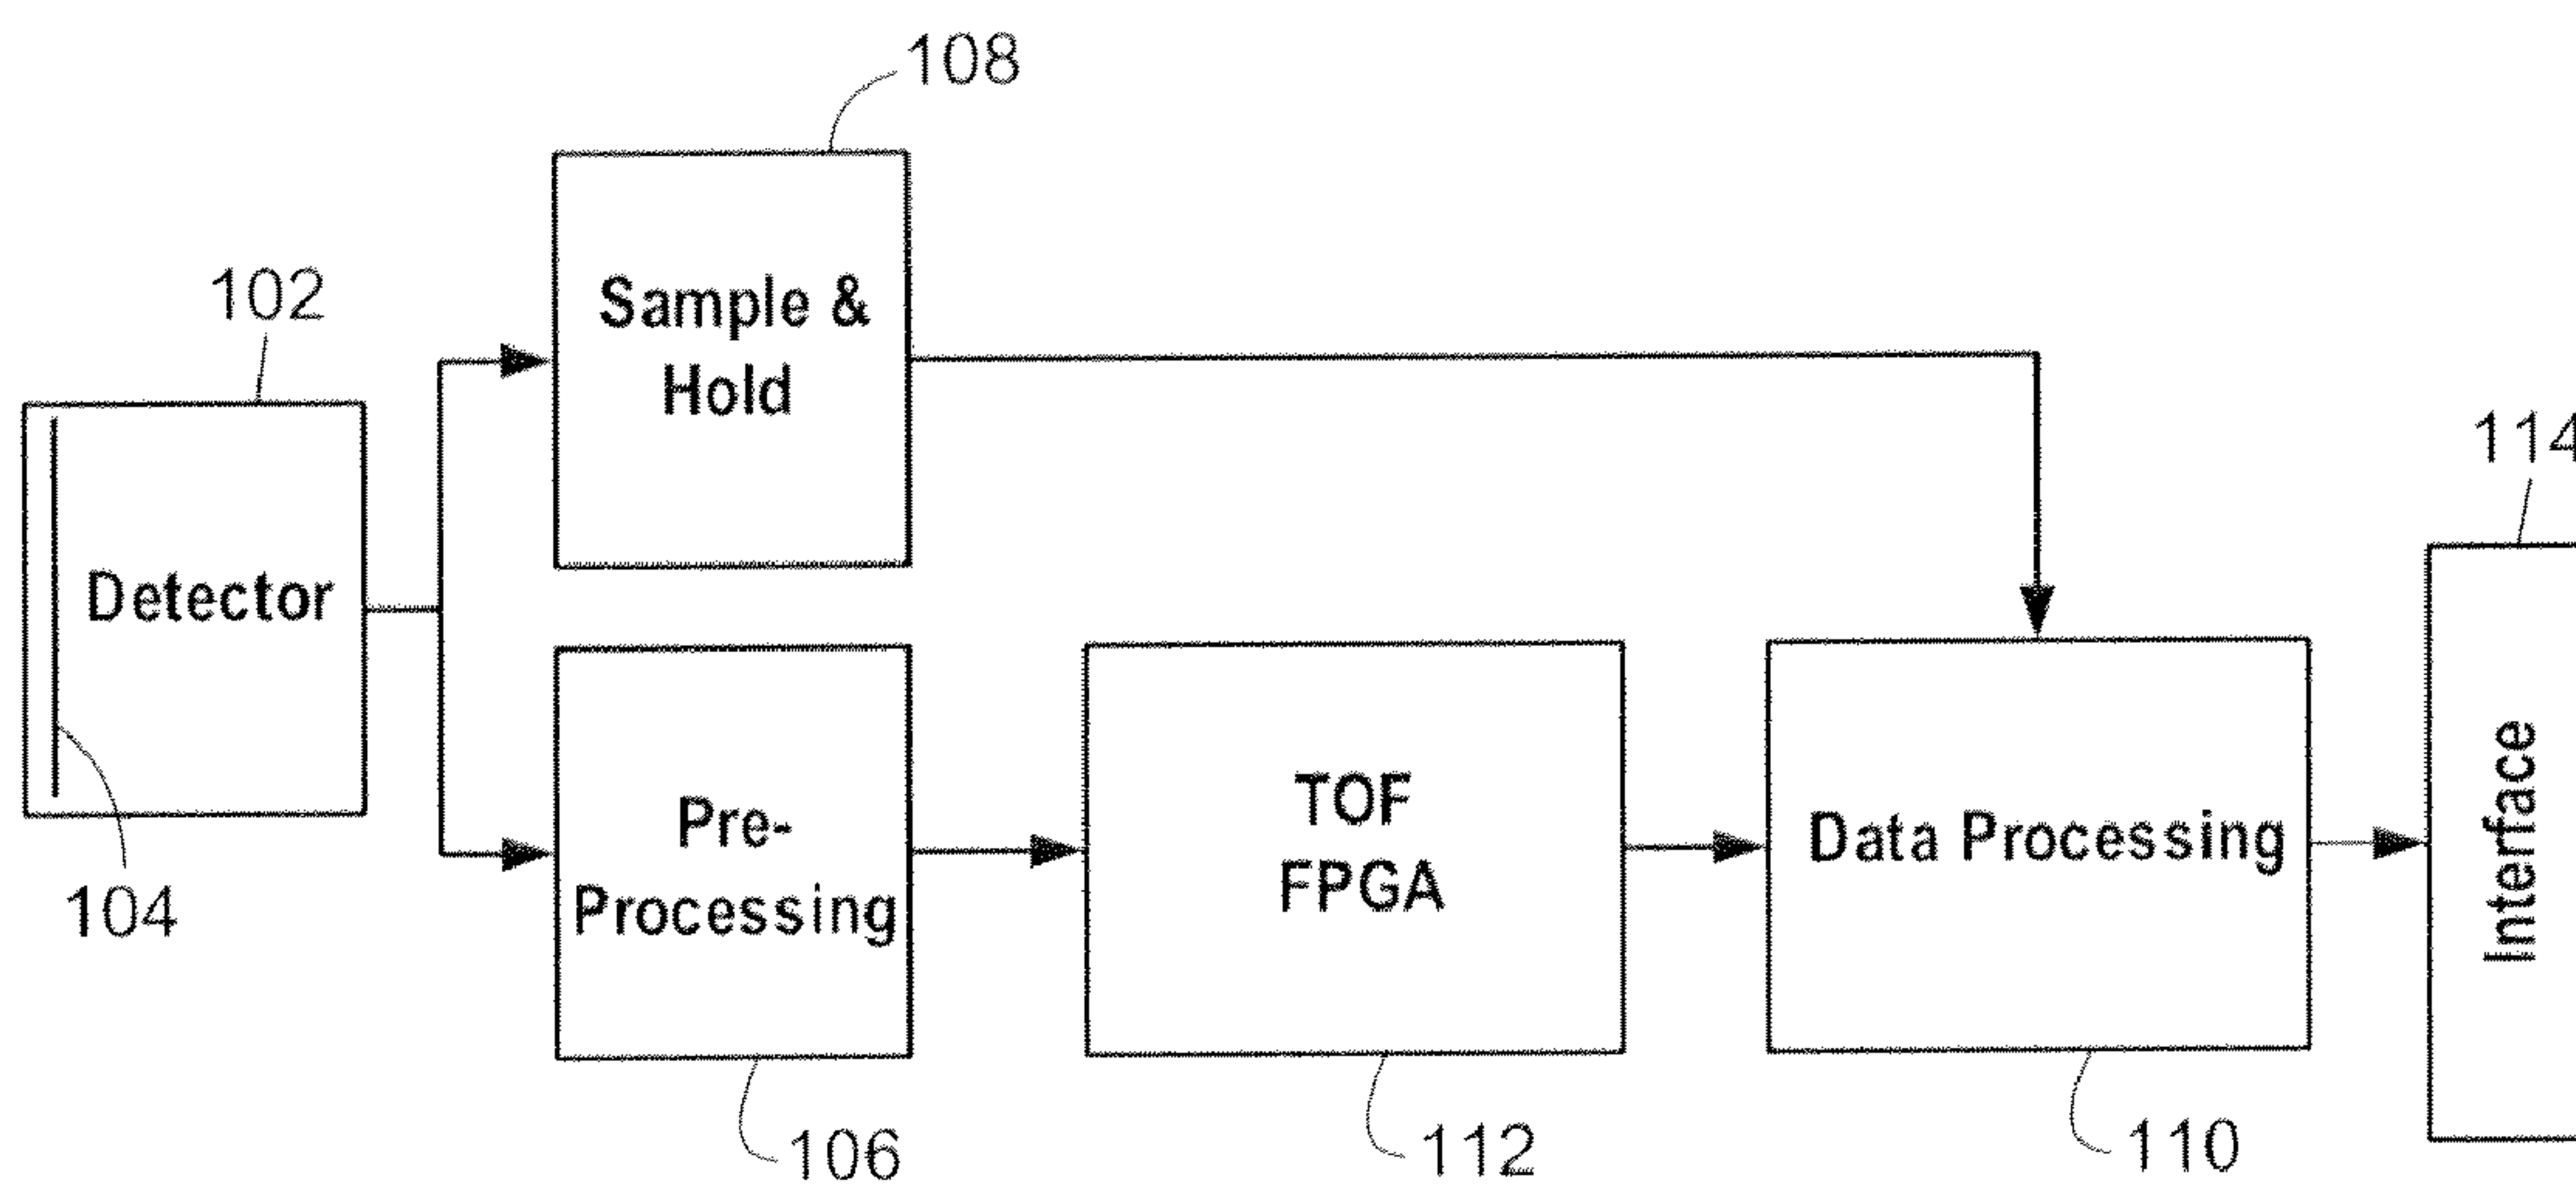 108
102
Sample &
Hold
114
Detector
104
Pre-
Processing
TOF
FPGA
Data Processing
Interface
106
112
110